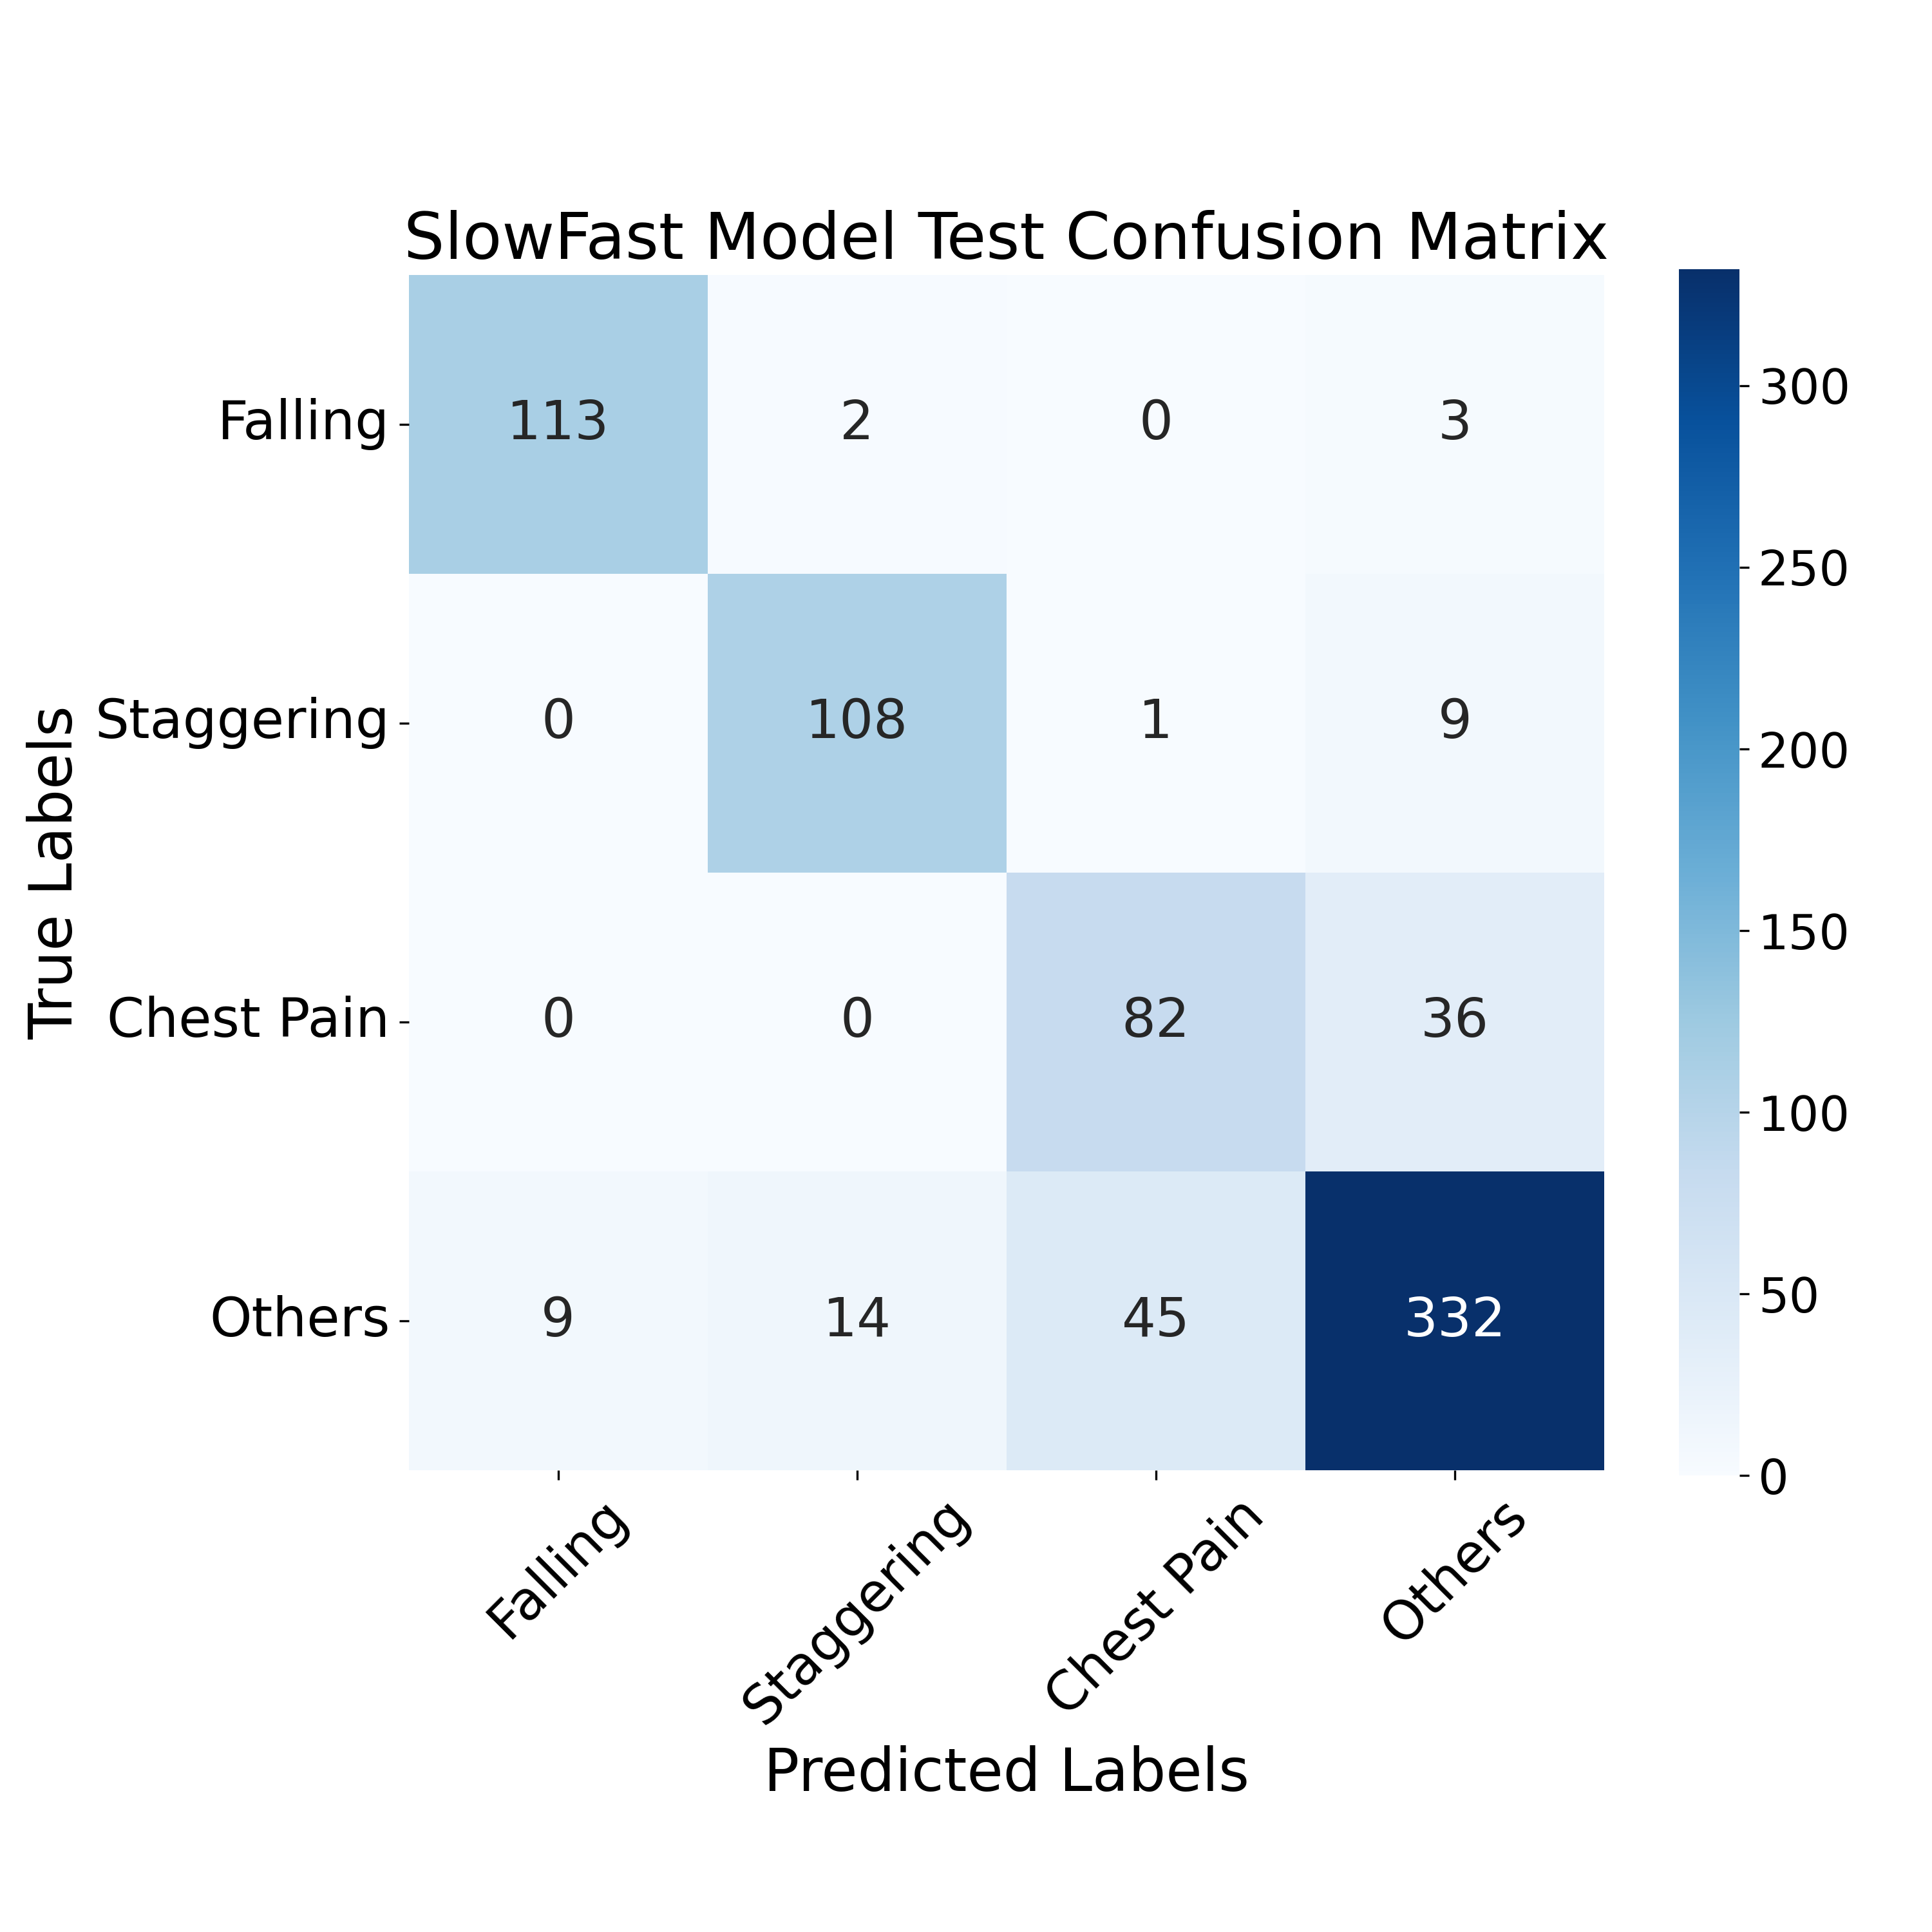 SlowFast Model Test Confusion Matrix
True Labels
Falling 113 2 0 3
Staggering 0 108 1 9
Chest Pain 0 0 82 36
Others 9 14 45 332
Falling Staggering Chest Pain Others
Predicted Labels
300
250
200
150
100
50
0